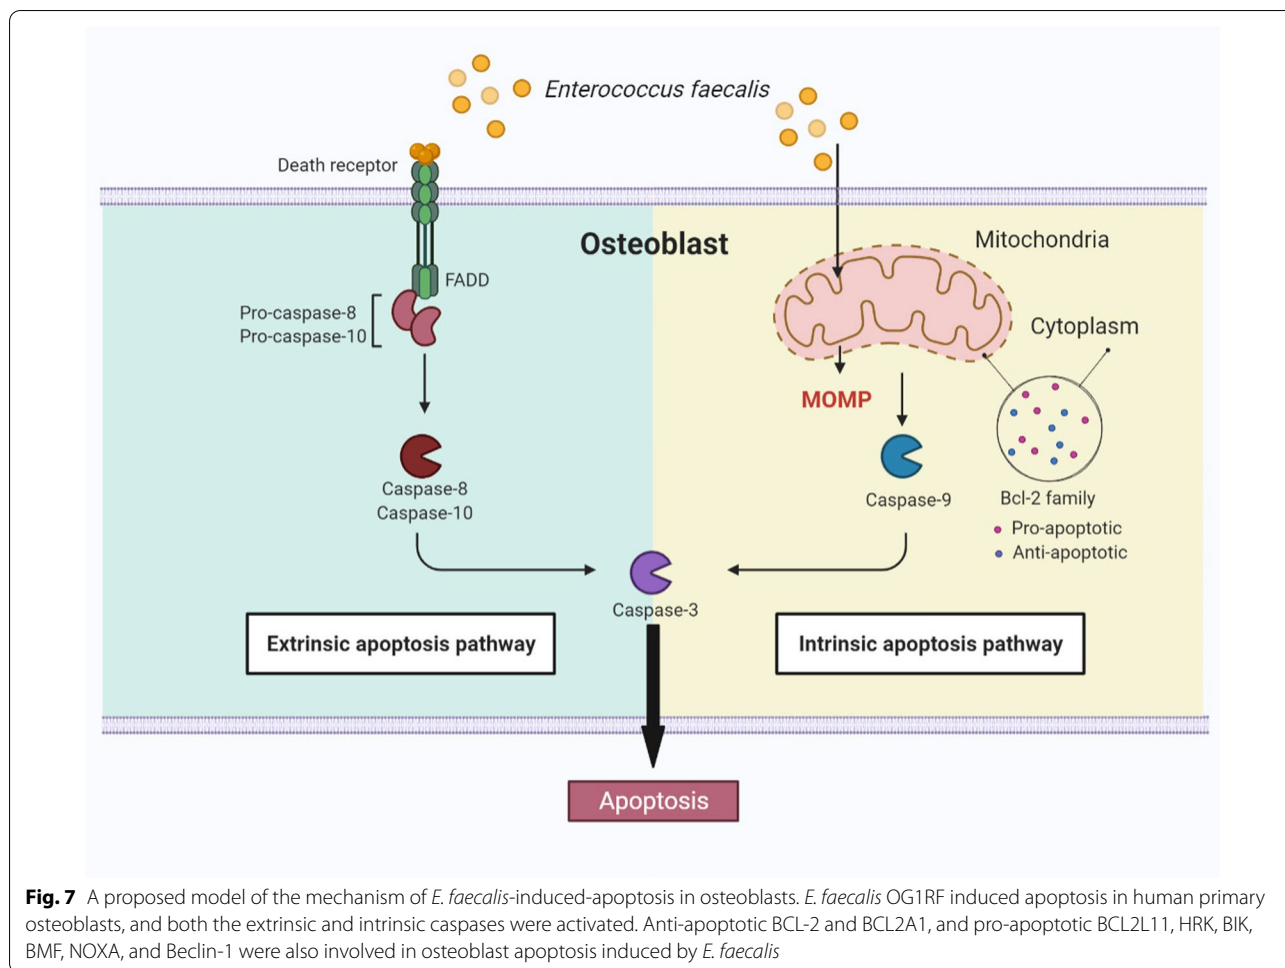 Enterococcus faecalis
Death receptor
Osteoblast
Mitochondria
FADD
Pro-caspase-8
Pro-caspase-10
Cytoplasm
MOMP
Caspase-8
Caspase-10
Caspase-9
Bcl-2 family
Pro-apoptotic
Anti-apoptotic
Caspase-3
Extrinsic apoptosis pathway
Intrinsic apoptosis pathway
Apoptosis
Fig. 7 A proposed model of the mechanism of E. faecalis-induced-apoptosis in osteoblasts. E. faecalis OG1RF induced apoptosis in human primary
osteoblasts, and both the extrinsic and intrinsic caspases were activated. Anti-apoptotic BCL-2 and BCL2A1, and pro-apoptotic BCL2L11, HRK, BIK,
BMF, NOXA, and Beclin-1 were also involved in osteoblast apoptosis induced by E. faecalis